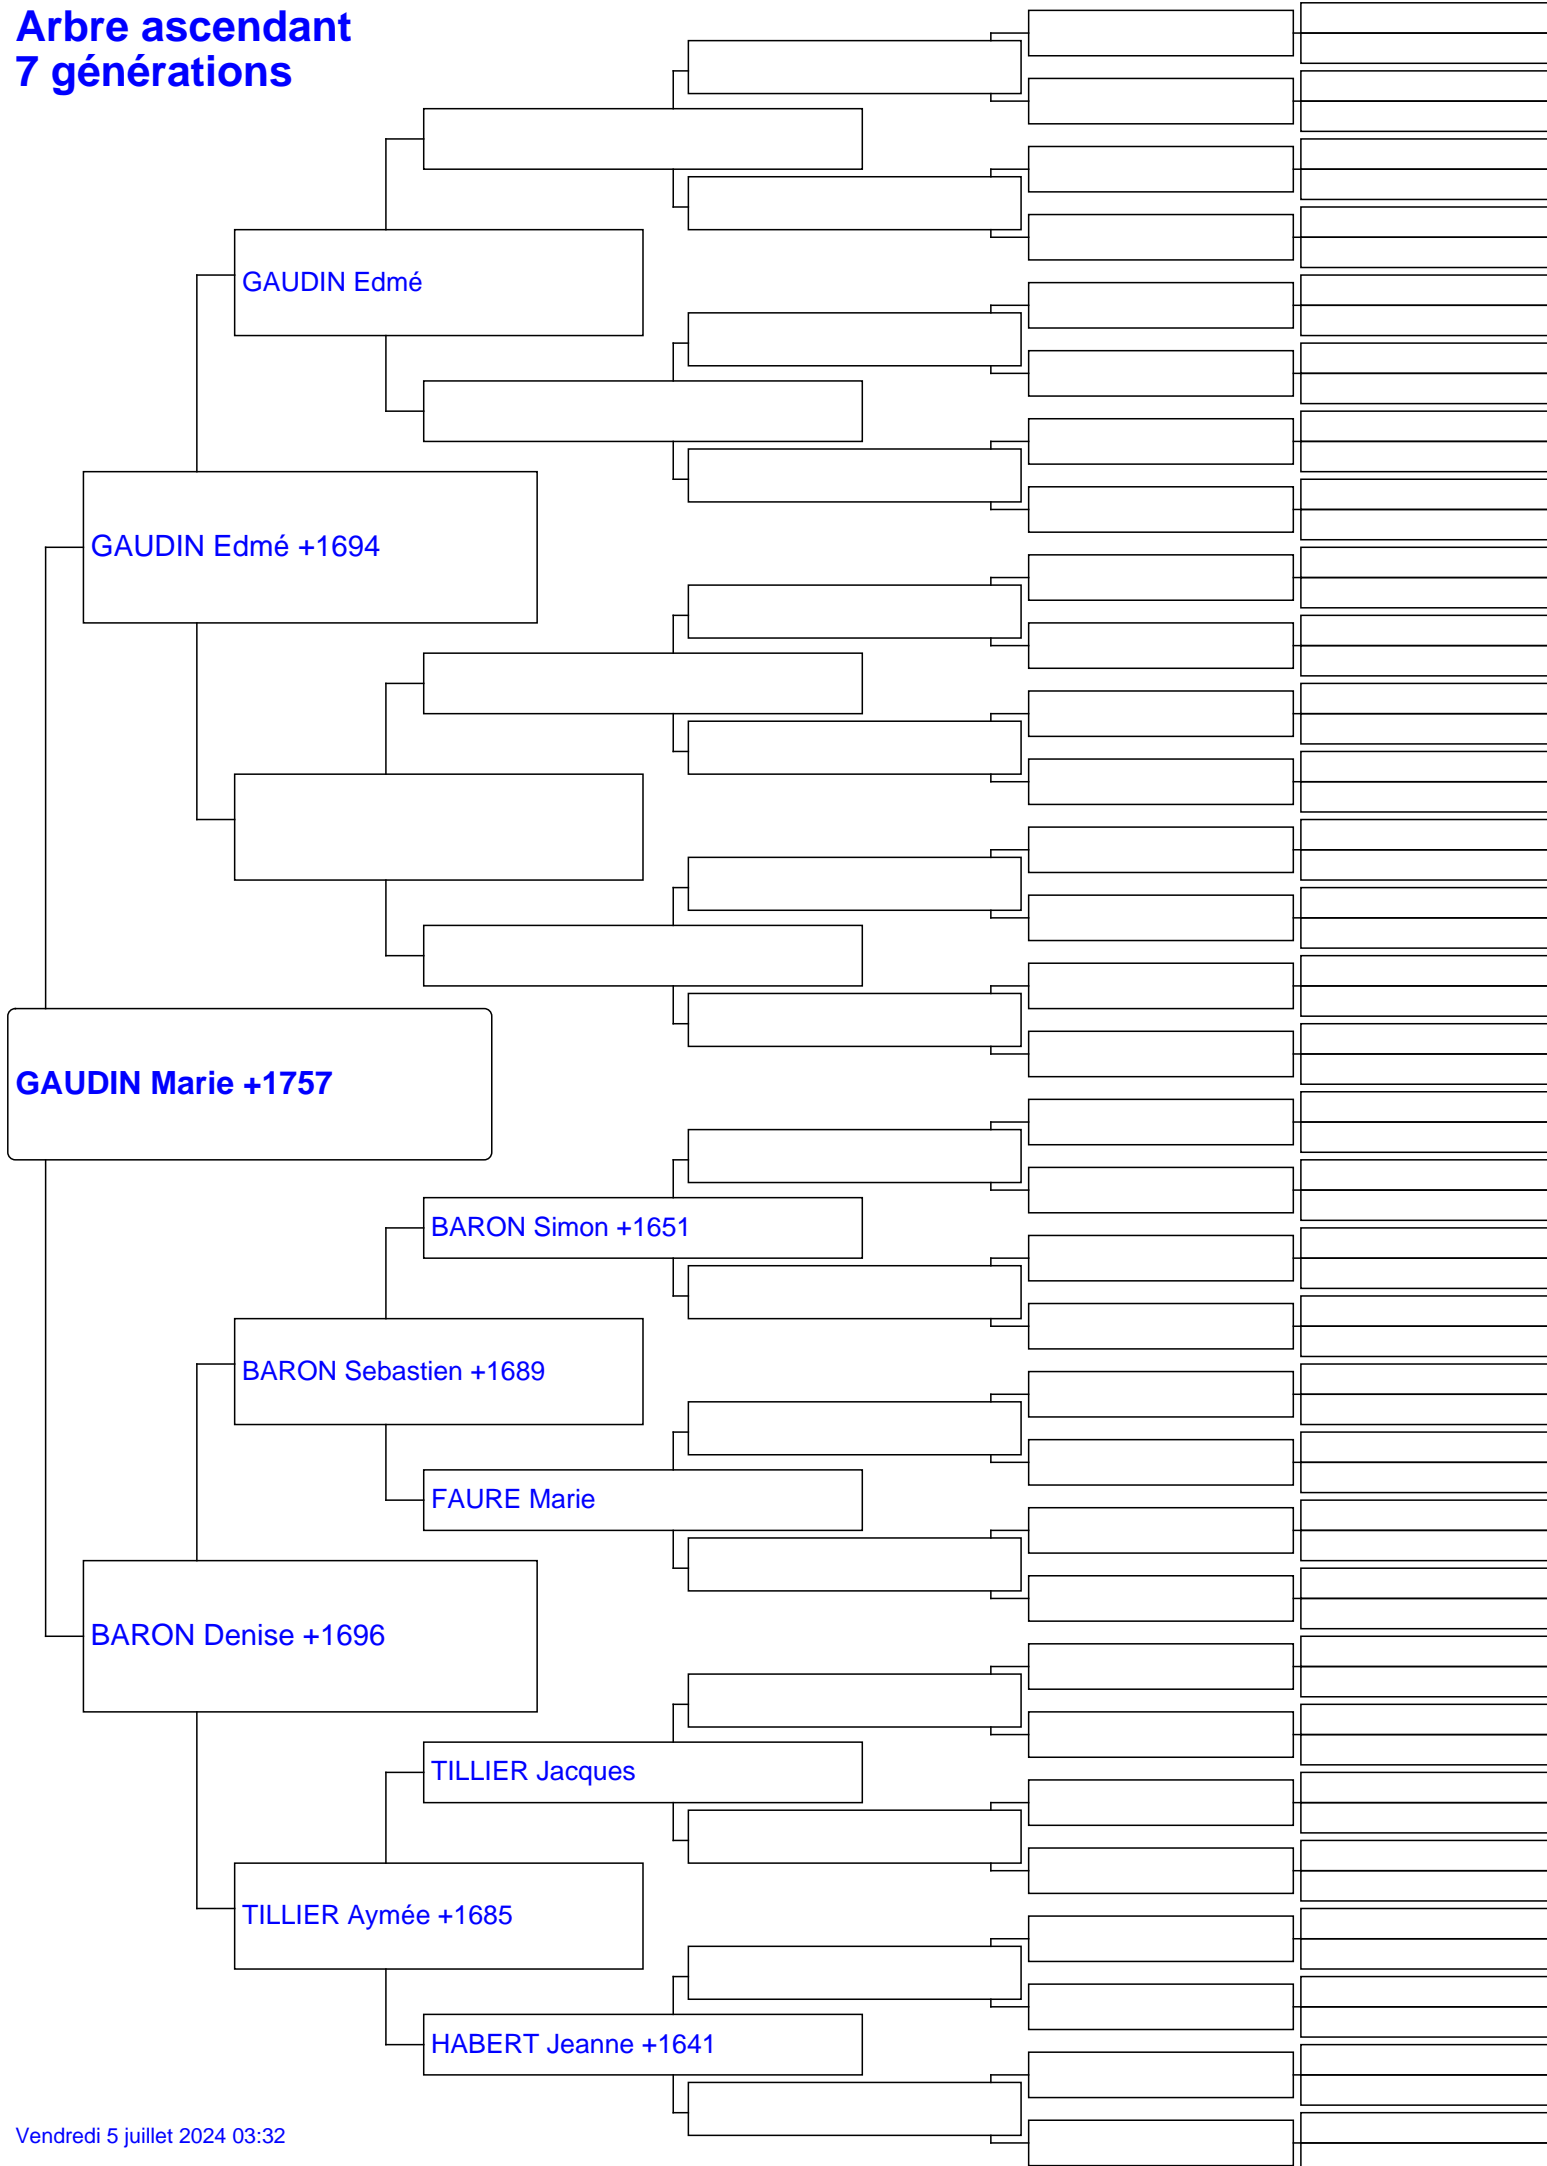 Arbre ascendant
7 générations
GAUDIN Edmé
GAUDIN Edmé +1694
GAUDIN Marie +1757
BARON Simon +1651
BARON Sebastien +1689
FAURE Marie
BARON Denise +1696
TILLIER Jacques
TILLIER Aymée +1685
HABERT Jeanne +1641
Vendredi 5 juillet 2024 03:32